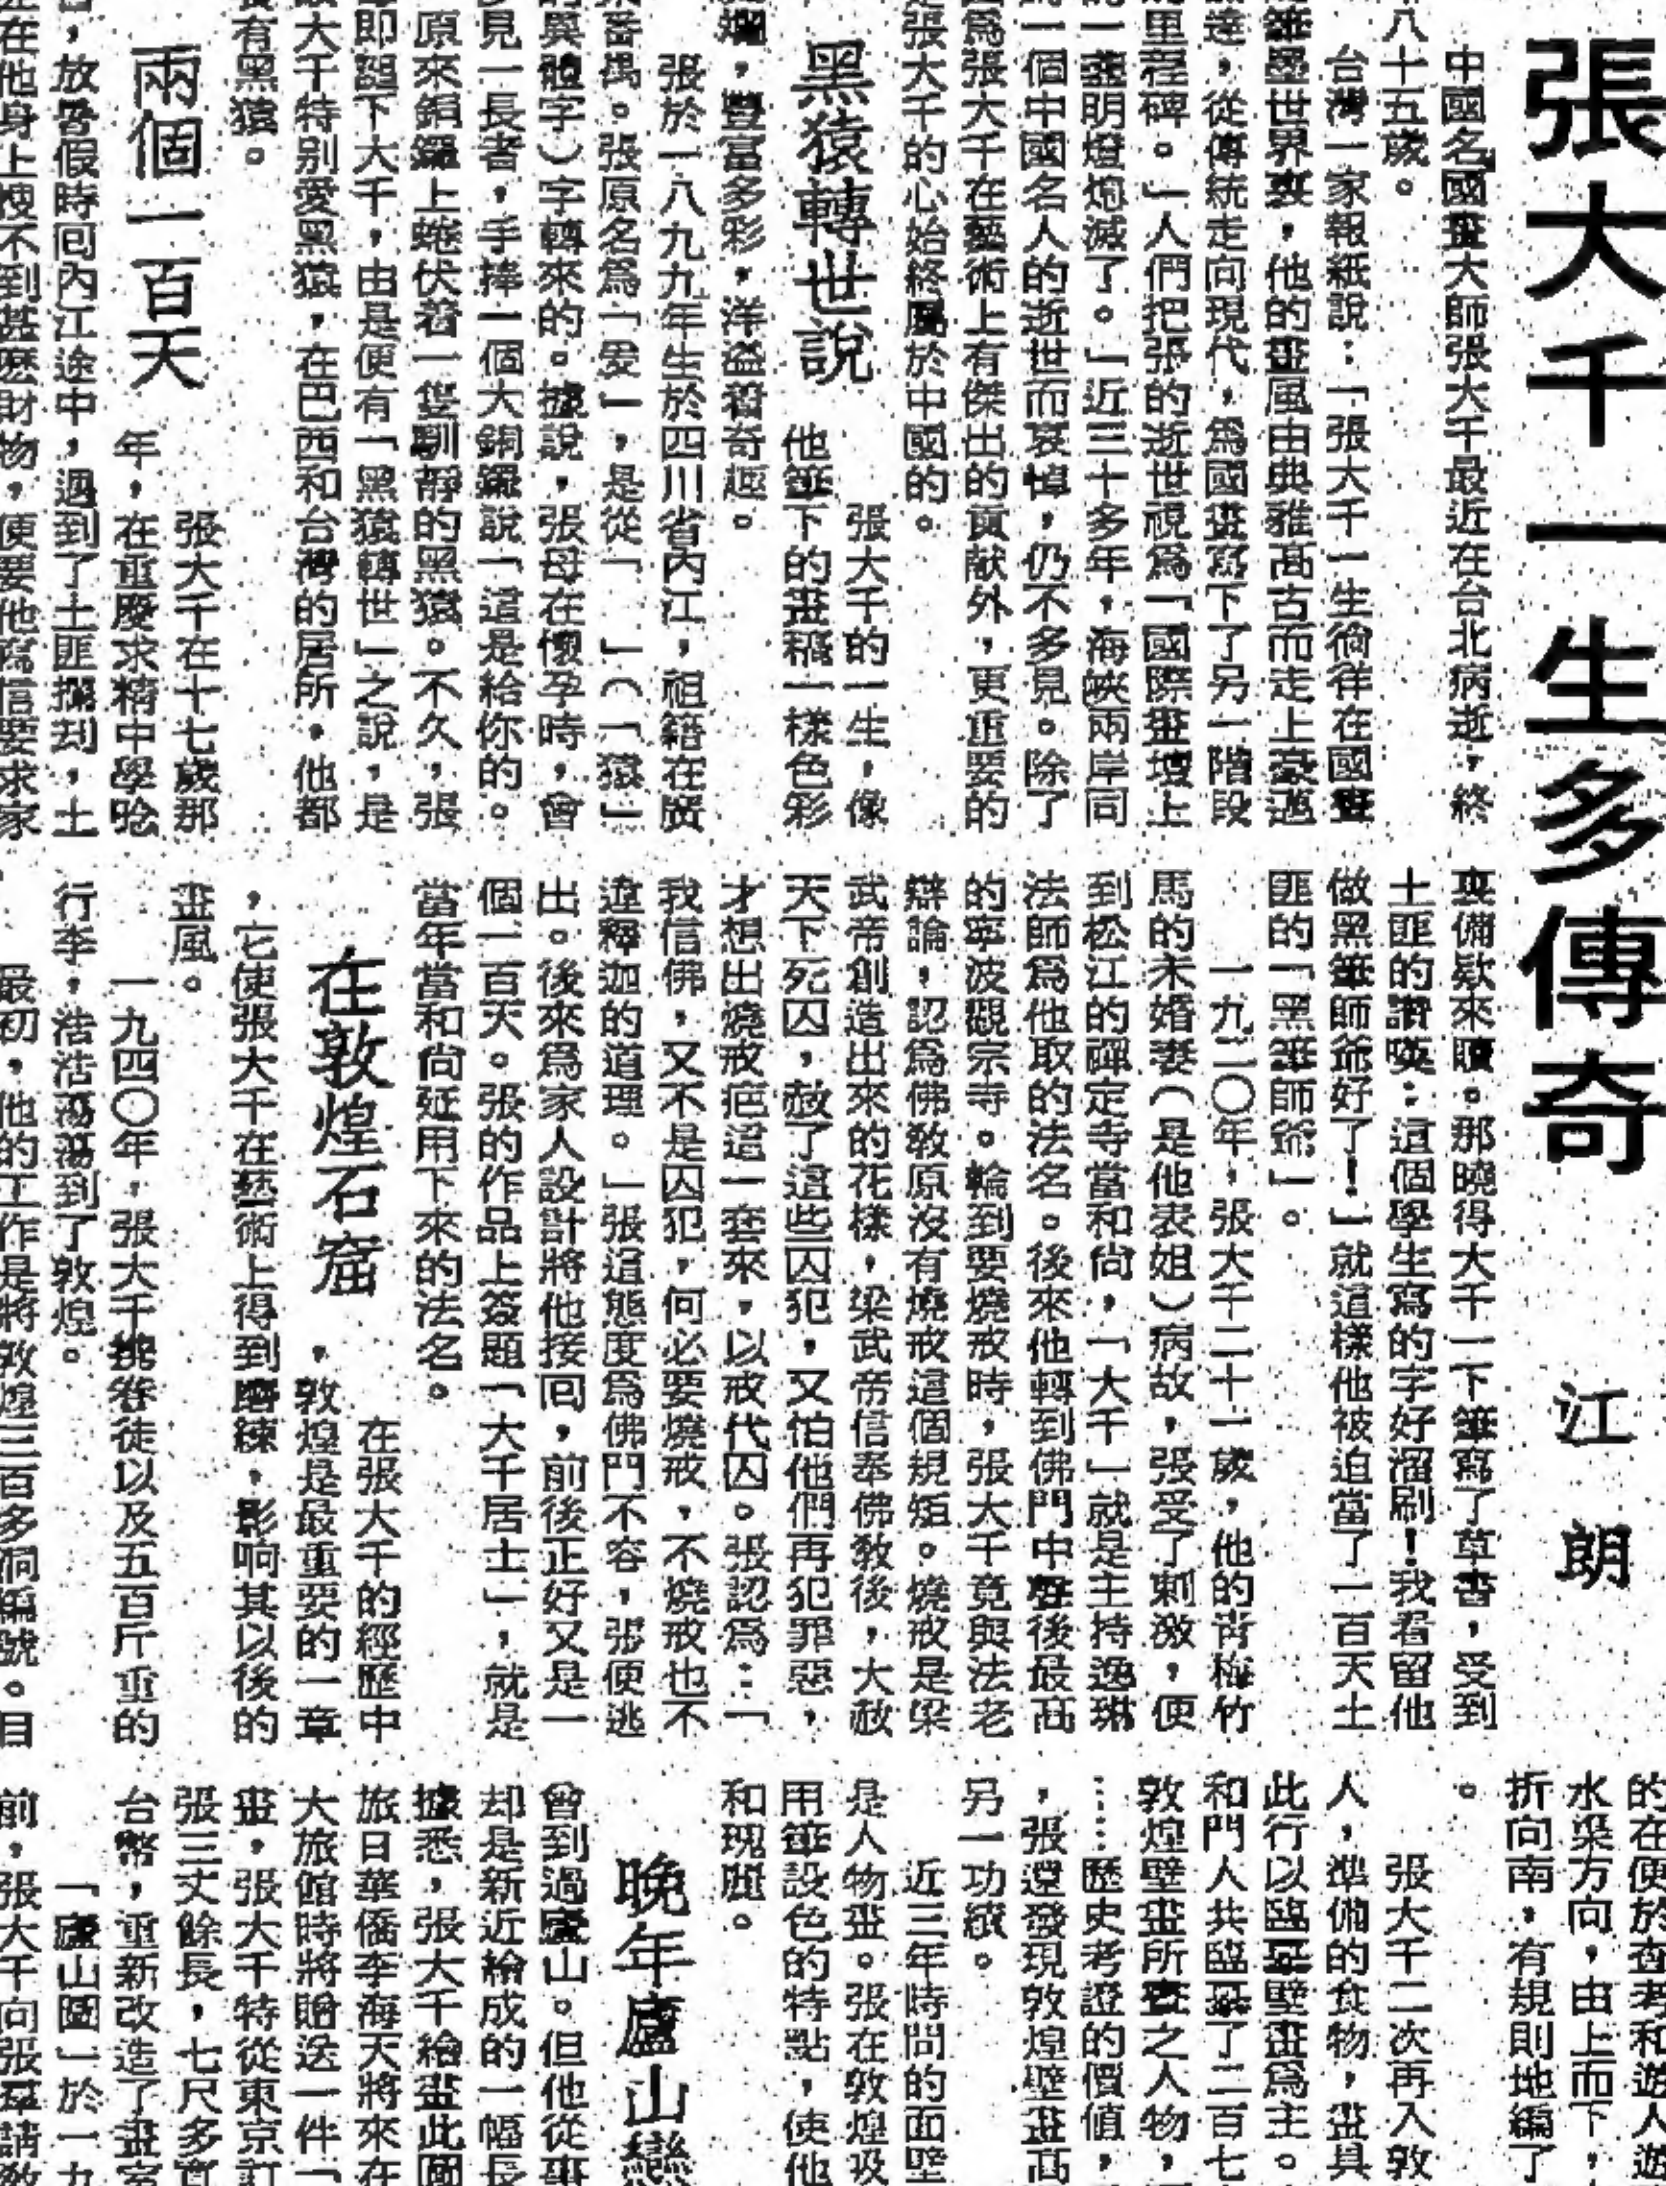 張大千一生多傳奇
江朗
中國名國畫大師張大千最近在台北病逝,終
八十五歲。
台灣一家報紙說:「張大千一生徜徉在國畫
筆墨世界裏,他的畫風由典雅高古而走上豪邁
達,從傳統走向現代,爲國畫寫下了另一階段
里程碑。」人們把張的逝世視爲「國際畫壇上
一盞明燈熄滅了。」近三十多年,海峽兩岸同
一個中國名人的逝世而哀悼,仍不多見。除了
爲張大千在藝術上有傑出的貢献外,更重要的
張大千的心始終屬於中國的。
黑猿轉世說
張大千的一生,像
他筆下的畫稿一樣色彩
斕,豐富多彩,洋溢着奇趣。
張於一八九九年生於四川省內江,祖籍在廣
番禺。張原名爲「爰」,是從「 」(「猿」
異體字)字轉來的。據說,張母在懷孕時,曾
見一長者,手捧一個大銅鑼說「這是給你的。
原來銅鑼上蜷伏着一隻馴靜的黑猿。不久,張
即誕下大千,由是便有「黑猿轉世」之說,是
大千特別愛黑猿,在巴西和台灣的居所,他都
有黑猿。
兩個一百天
張大千在十七歲那
年,在重慶求精中學唸
,放暑假時回內江途中,遇到了土匪擄刦,土
在他身上搜不到甚麼財物,便要他寫信要求家
裏備欵來贖。那曉得大千一下筆寫了草書,受到
土匪的讚嘆:這個學生寫的字好溜刷!我看留他
做黑筆師爺好了!」就這樣他被迫當了一百天土
匪的「黑筆師爺」。
一九二〇年,張大千二十一歲,他的青梅竹
馬的未婚妻(是他表姐)病故,張受了刺激,便
到松江的禪定寺當和尚,「大千」就是主持逸琳
法師爲他取的法名。後來他轉到佛門中輩後最高
的寧波觀宗寺。輪到要燒戒時,張大千竟與法老
辯論,認爲佛敎原沒有燒戒這個規矩。燒戒是梁
武帝創造出來的花樣,梁武帝信奉佛敎後,大赦
天下死囚,赦了這些囚犯,又怕他們再犯罪惡,
才想出燒戒疤這一套來,以戒代囚。張認爲:「
我信佛,又不是囚犯,何必要燒戒,不燒戒也不
違釋迦的道理。」張這態度爲佛門不容,張便逃
出。後來爲家人設計將他接回,前後正好又是一
個一百天。張的作品上簽題「大千居士」,就是
當年當和尚延用下來的法名。
在敦煌石窟
在張大千的經歷中
,敦煌是最重要的一章
,它使張大千在藝術上得到磨練,影响其以後的
畫風。
一九四〇年,張大千携眷徒以及五百斤重的
行李,浩浩蕩蕩到了敦煌。
最初,他的工作是將敦煌三百多洞編號。目
的在便於查考和遊人遊
水渠方向,由上而下,
折向南,有規則地編了
。
張大千二次再入敦
人,準備的食物,畫具
此行以臨摹壁畫爲主。
和門人共臨摹了二百七
敦煌壁畫所畫之人物,
……歷史考證的價值,
,張還發現敦煌壁畫高
另一功績。
近三年時間的面壁
是人物畫。張在敦煌吸
用筆設色的特點,使他
和瑰麗。
晚年廬山戀
曾到過廬山。但他從事
却是新近繪成的一幅長
據悉,張大千繪畫此圖
旅日華僑李海天將來在
大旅館時將贈送一件「
畫,張大千特從東京訂
張三丈餘長,七尺多寬
台幣,重新改造了畫室
「廬山圖」於一九
前,張大千向張羣請敎